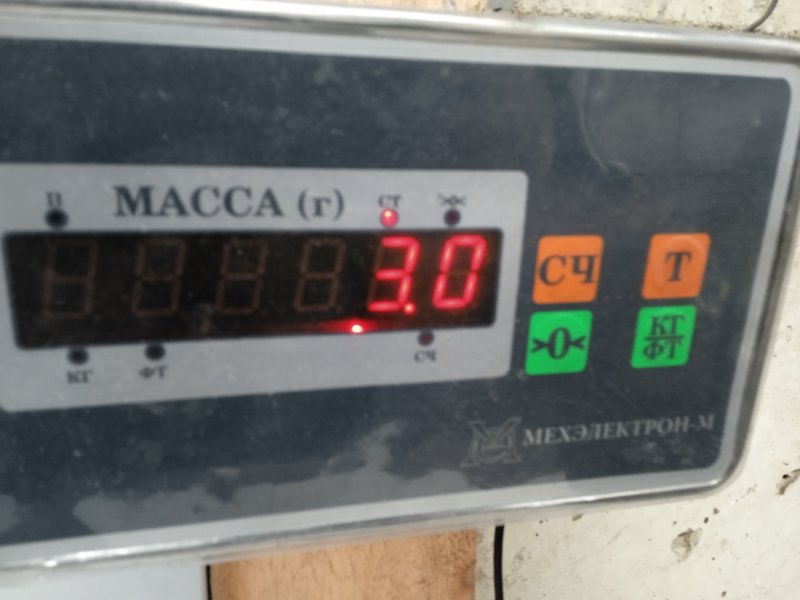 П МАССА (г) СТ >|<
3.0
КГ ФТ СЧ
СЧ Т
>0< КГ/ФТ
МЕХЭЛЕКТРОН-М